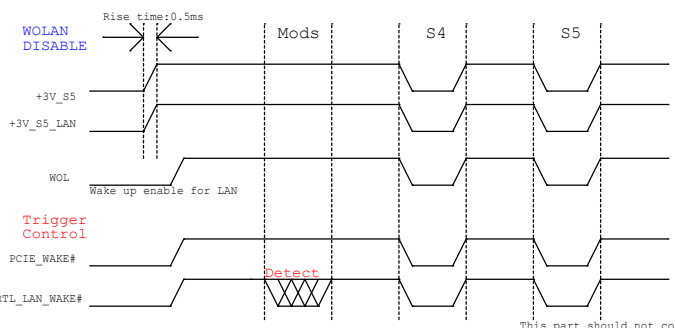 Rise time:0.5ms
WOLAN
DISABLE
Mods
S4
S5
+3V_S5
+3V_S5_LAN
WOL
Wake up enable for LAN
Trigger
Control
PCIE_WAKE#
Detect
RTL_LAN_WAKE#
This part should not co